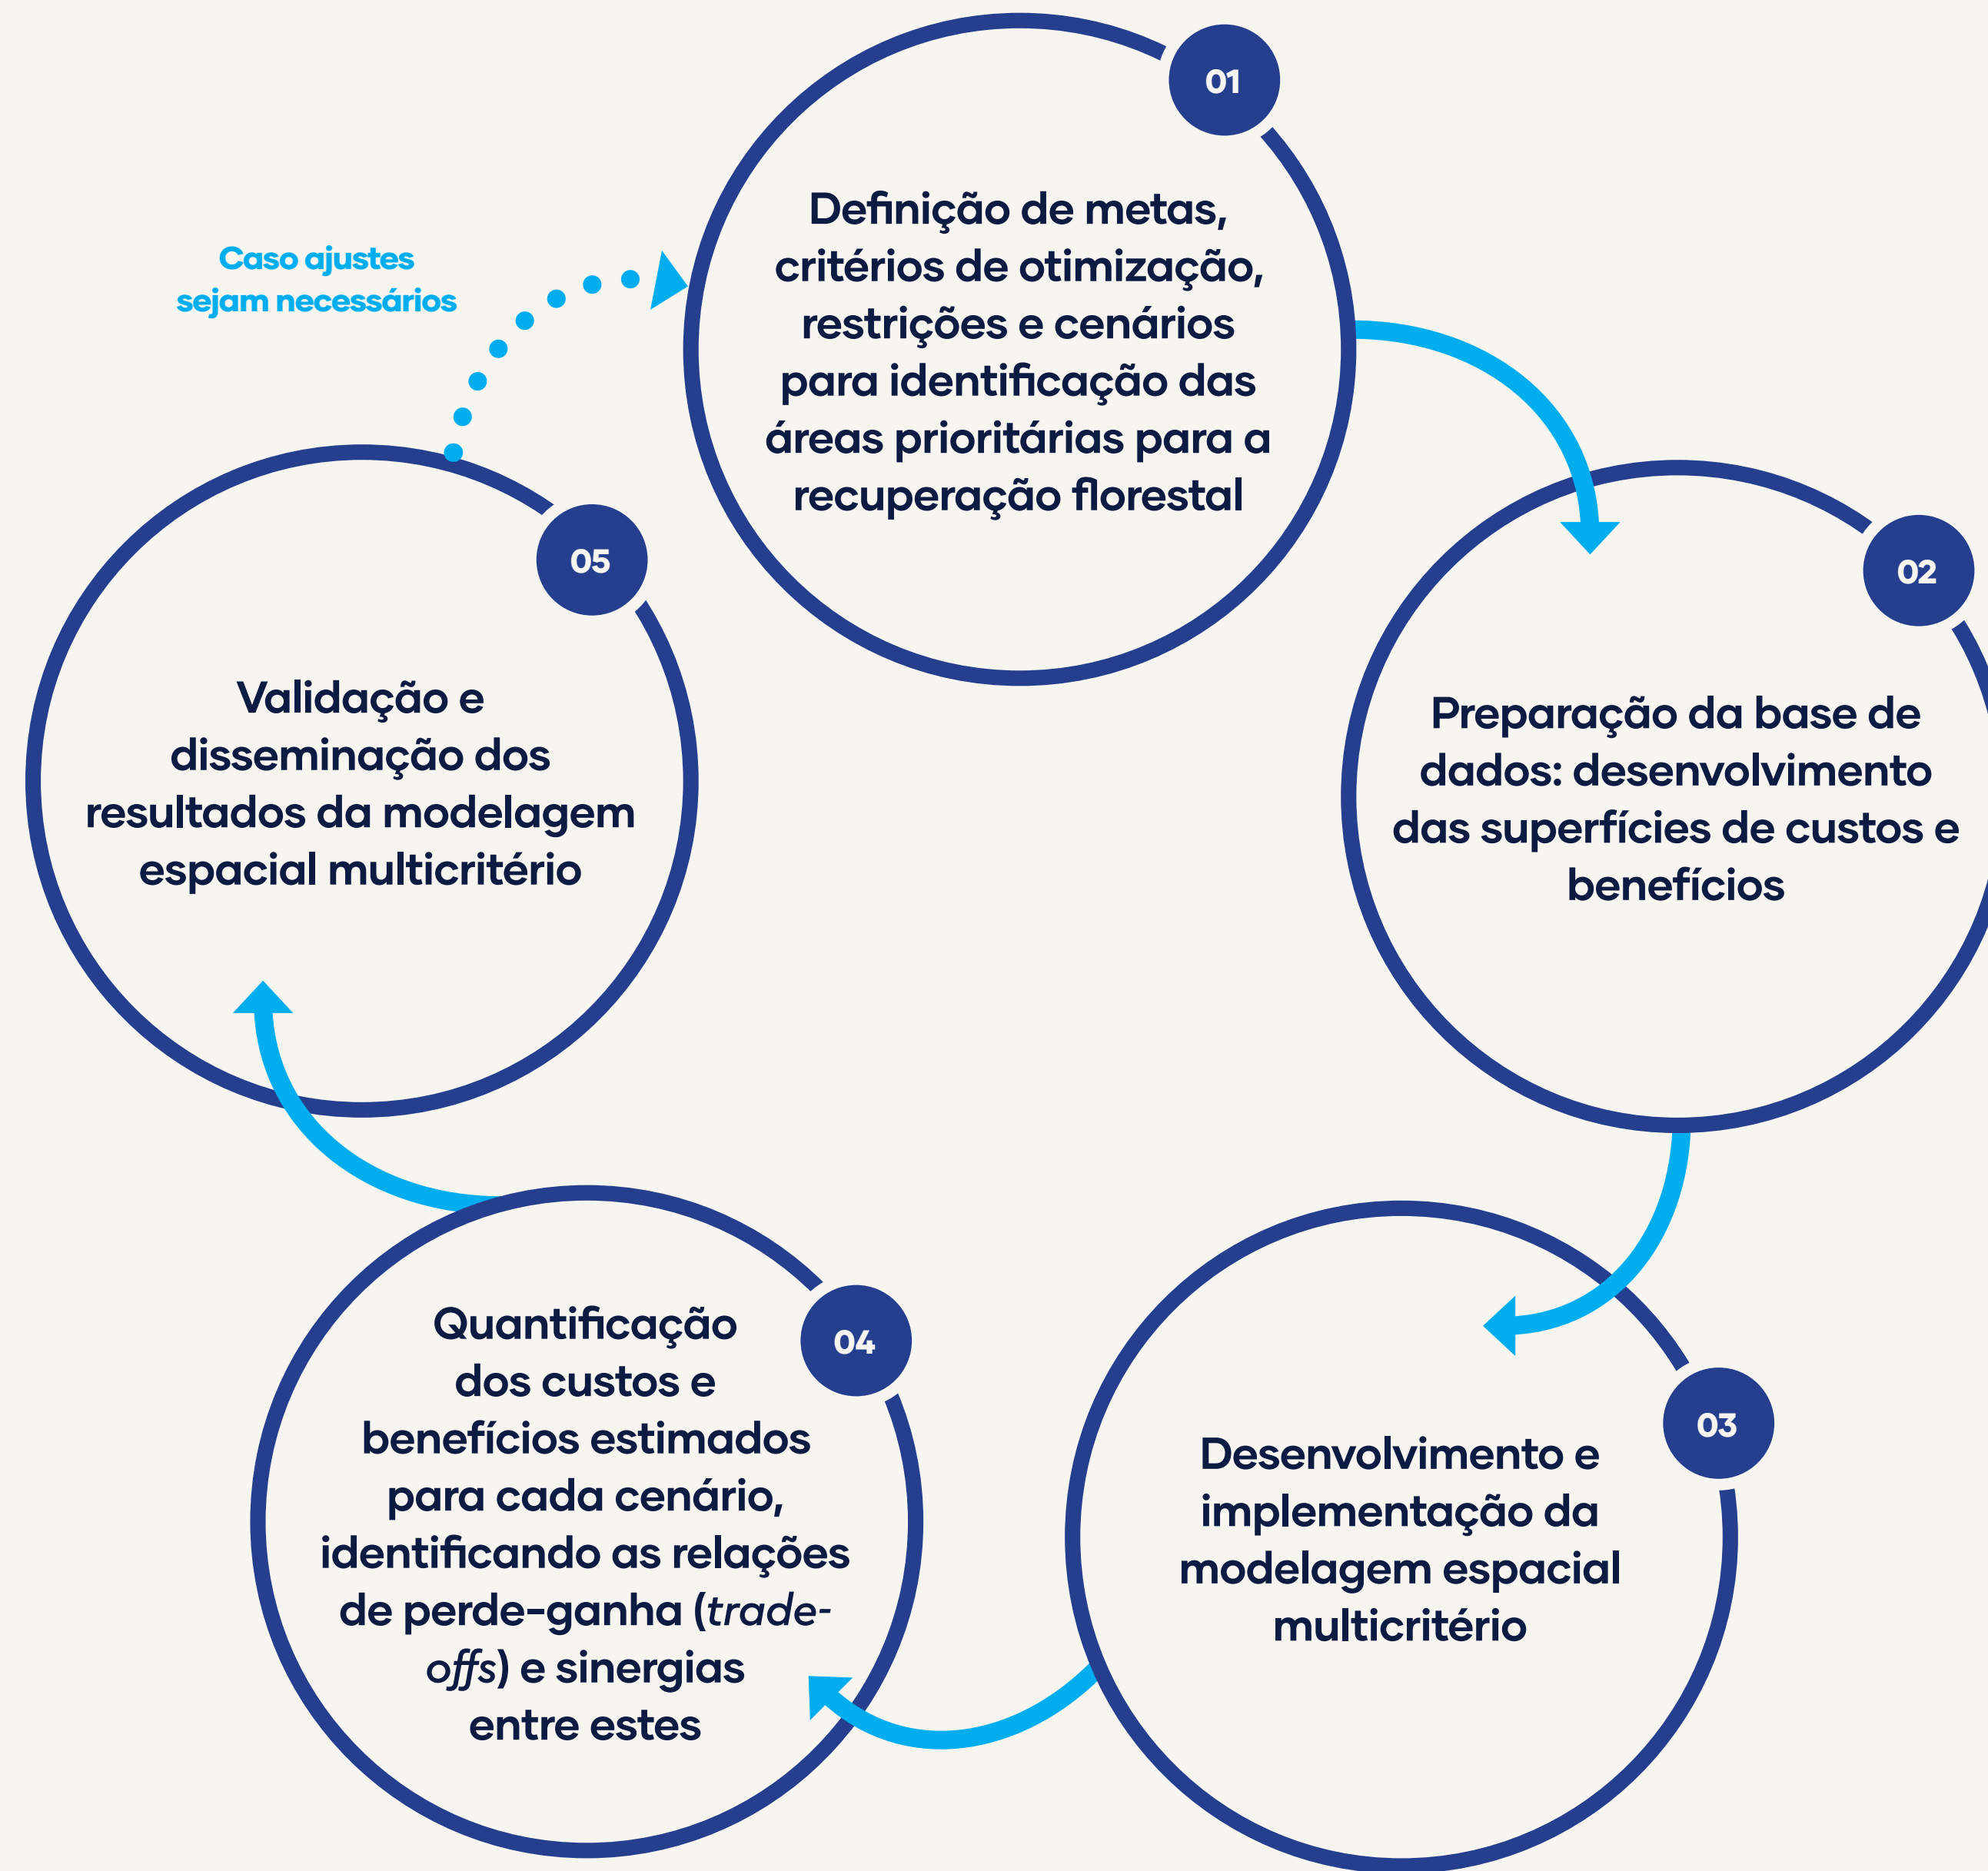 01
Definição de metas,
critérios de otimização,
restrições e cenários
para identificação das
áreas prioritárias para a
recuperação florestal
02
Preparação da base de
dados: desenvolvimento
das superfícies de custos e
benefícios
03
Desenvolvimento e
implementação da
modelagem espacial
multicritério
04
Quantificação
dos custos e
benefícios estimados
para cada cenário,
identificando as relações
de perde-ganha (trade-
offs) e sinergias
entre estes
05
Validação e
disseminação dos
resultados da modelagem
espacial multicritério
Caso ajustes
sejam necessários